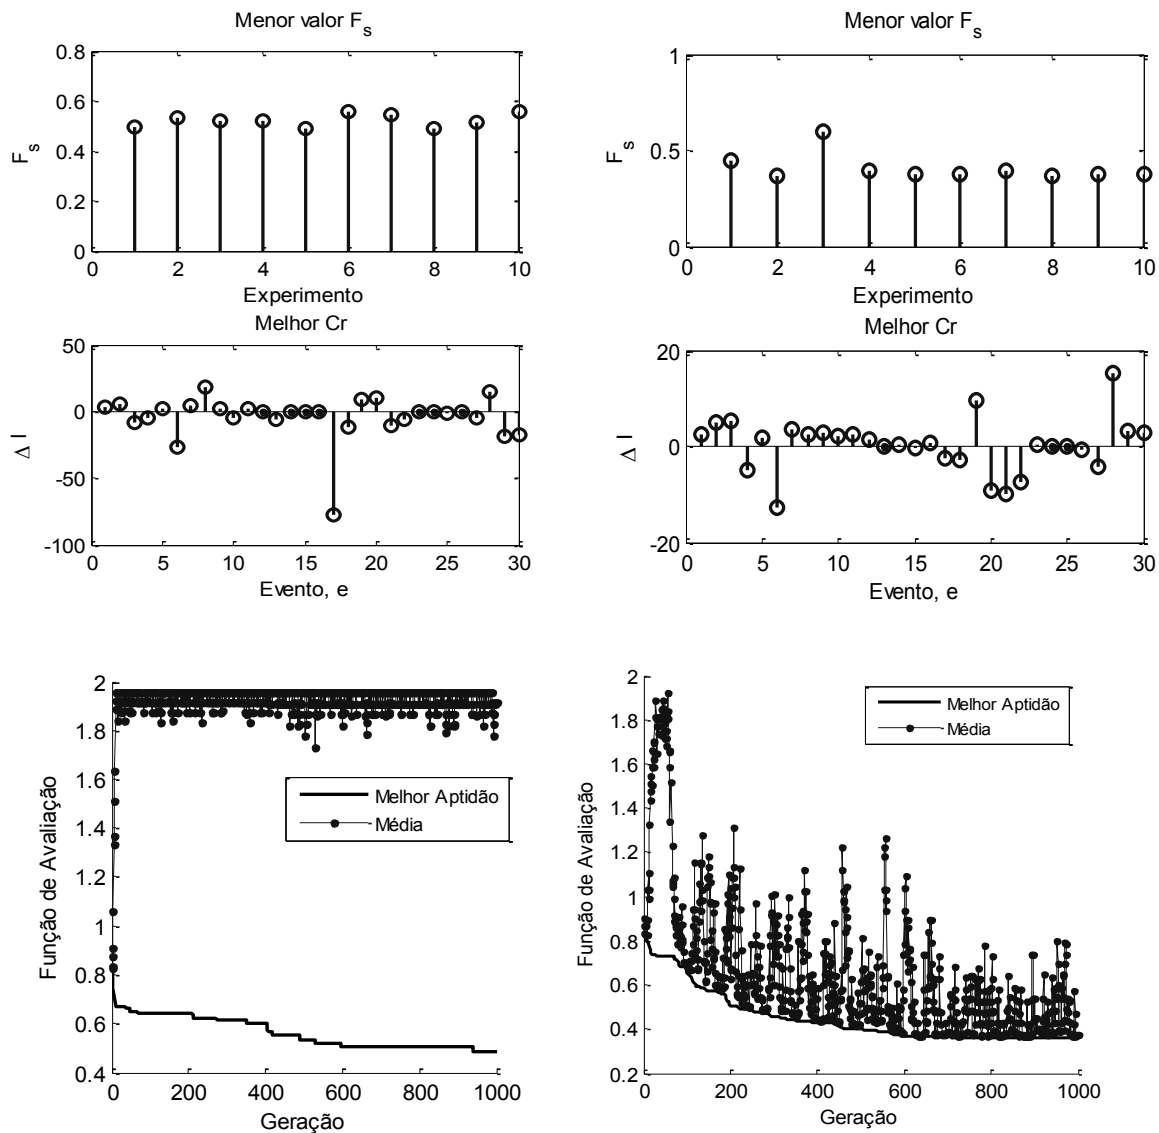 Menor valor F_s
0.8
0.6
0.4
0.2
0
F_s
0 2 4 6 8 10
Experimento
Menor valor F_s
1
0.5
0
F_s
0 2 4 6 8 10
Experimento
Melhor Cr
50
0
-50
-100
Δ I
0 5 10 15 20 25 30
Evento, e
Melhor Cr
20
0
-20
Δ I
0 5 10 15 20 25 30
Evento, e
2
1.8
1.6
1.4
1.2
1
0.8
0.6
0.4
Função de Avaliação
Melhor Aptidão
Média
0 200 400 600 800 1000
Geração
2
1.8
1.6
1.4
1.2
1
0.8
0.6
0.4
0.2
Função de Avaliação
Melhor Aptidão
Média
0 200 400 600 800 1000
Geração